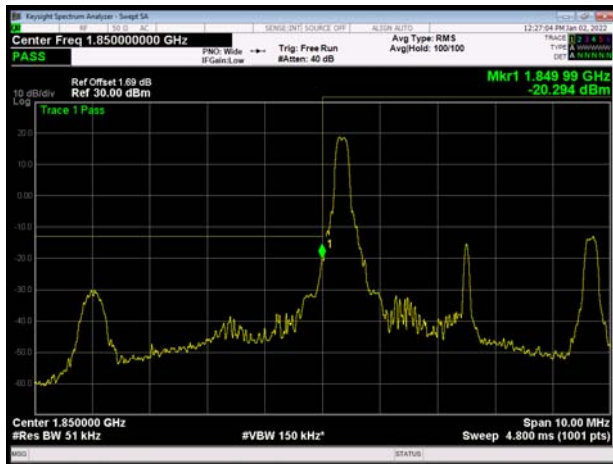 Keysight Spectrum Analyzer - Swept SA
RF 50 Ω AC SENSE:INT SOURCE OFF ALIGN AUTO 12:27:04 PM Jan 02, 2022
Center Freq 1.850000000 GHz
PASS
PNO: Wide
IFGain:Low
Trig: Free Run
#Atten: 40 dB
Avg Type: RMS
Avg|Hold: 100/100
TRACE 1 2 3 4 5 6
TYPE A WWWWW
DET A N N N N N
Ref Offset 1.69 dB
Ref 30.00 dBm
10 dB/div
Log
Mkr1 1.849 99 GHz
-20.294 dBm
Trace 1 Pass
20.0
10.0
0.00
-10.0
1
-20.0
-30.0
-40.0
-50.0
-60.0
Center 1.850000 GHz
Span 10.00 MHz
#Res BW 51 kHz
#VBW 150 kHz*
Sweep 4.800 ms (1001 pts)
MSG
STATUS